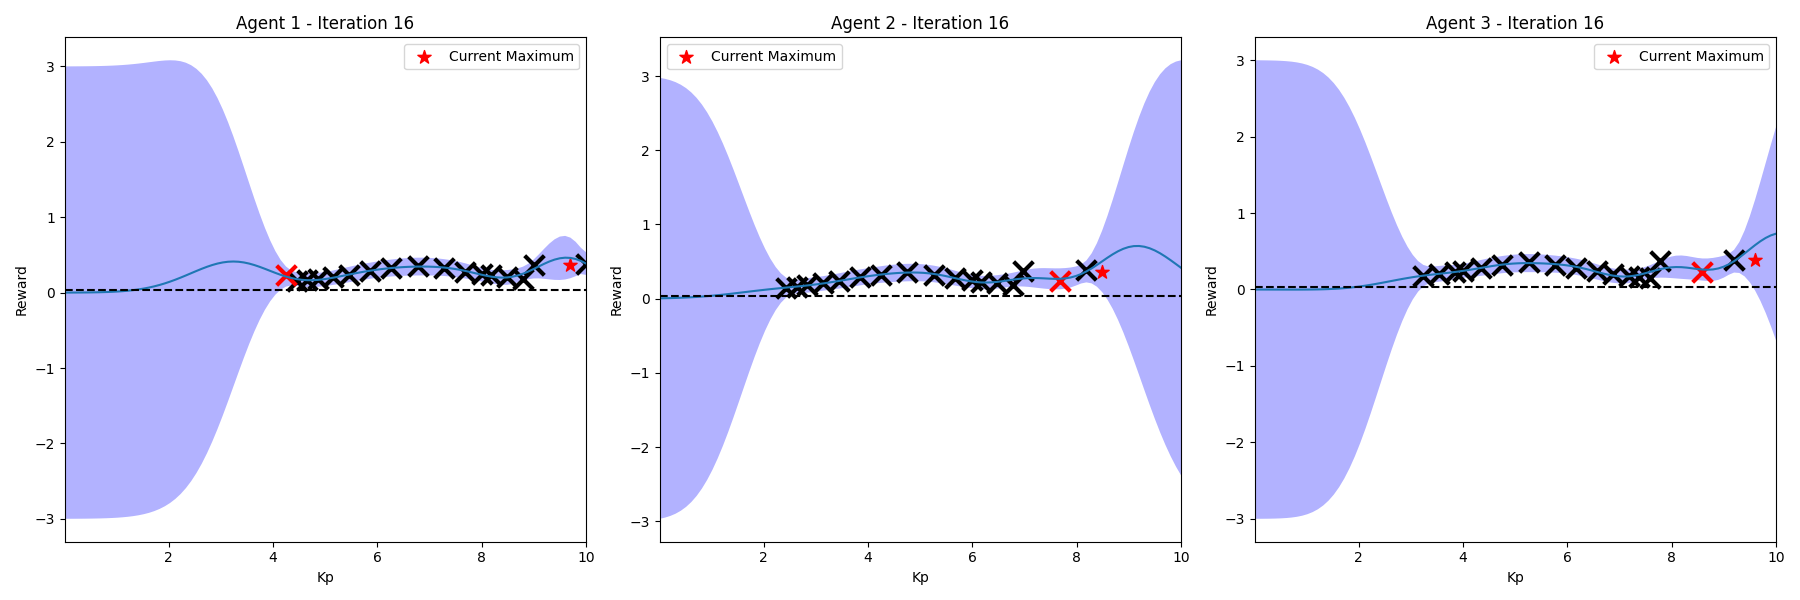 Agent 1 - Iteration 16
Current Maximum
Reward
3
2
1
0
−1
−2
−3
2 4 6 8 10
Kp
Agent 2 - Iteration 16
Current Maximum
Reward
3
2
1
0
−1
−2
−3
2 4 6 8 10
Kp
Agent 3 - Iteration 16
Current Maximum
Reward
3
2
1
0
−1
−2
−3
2 4 6 8 10
Kp